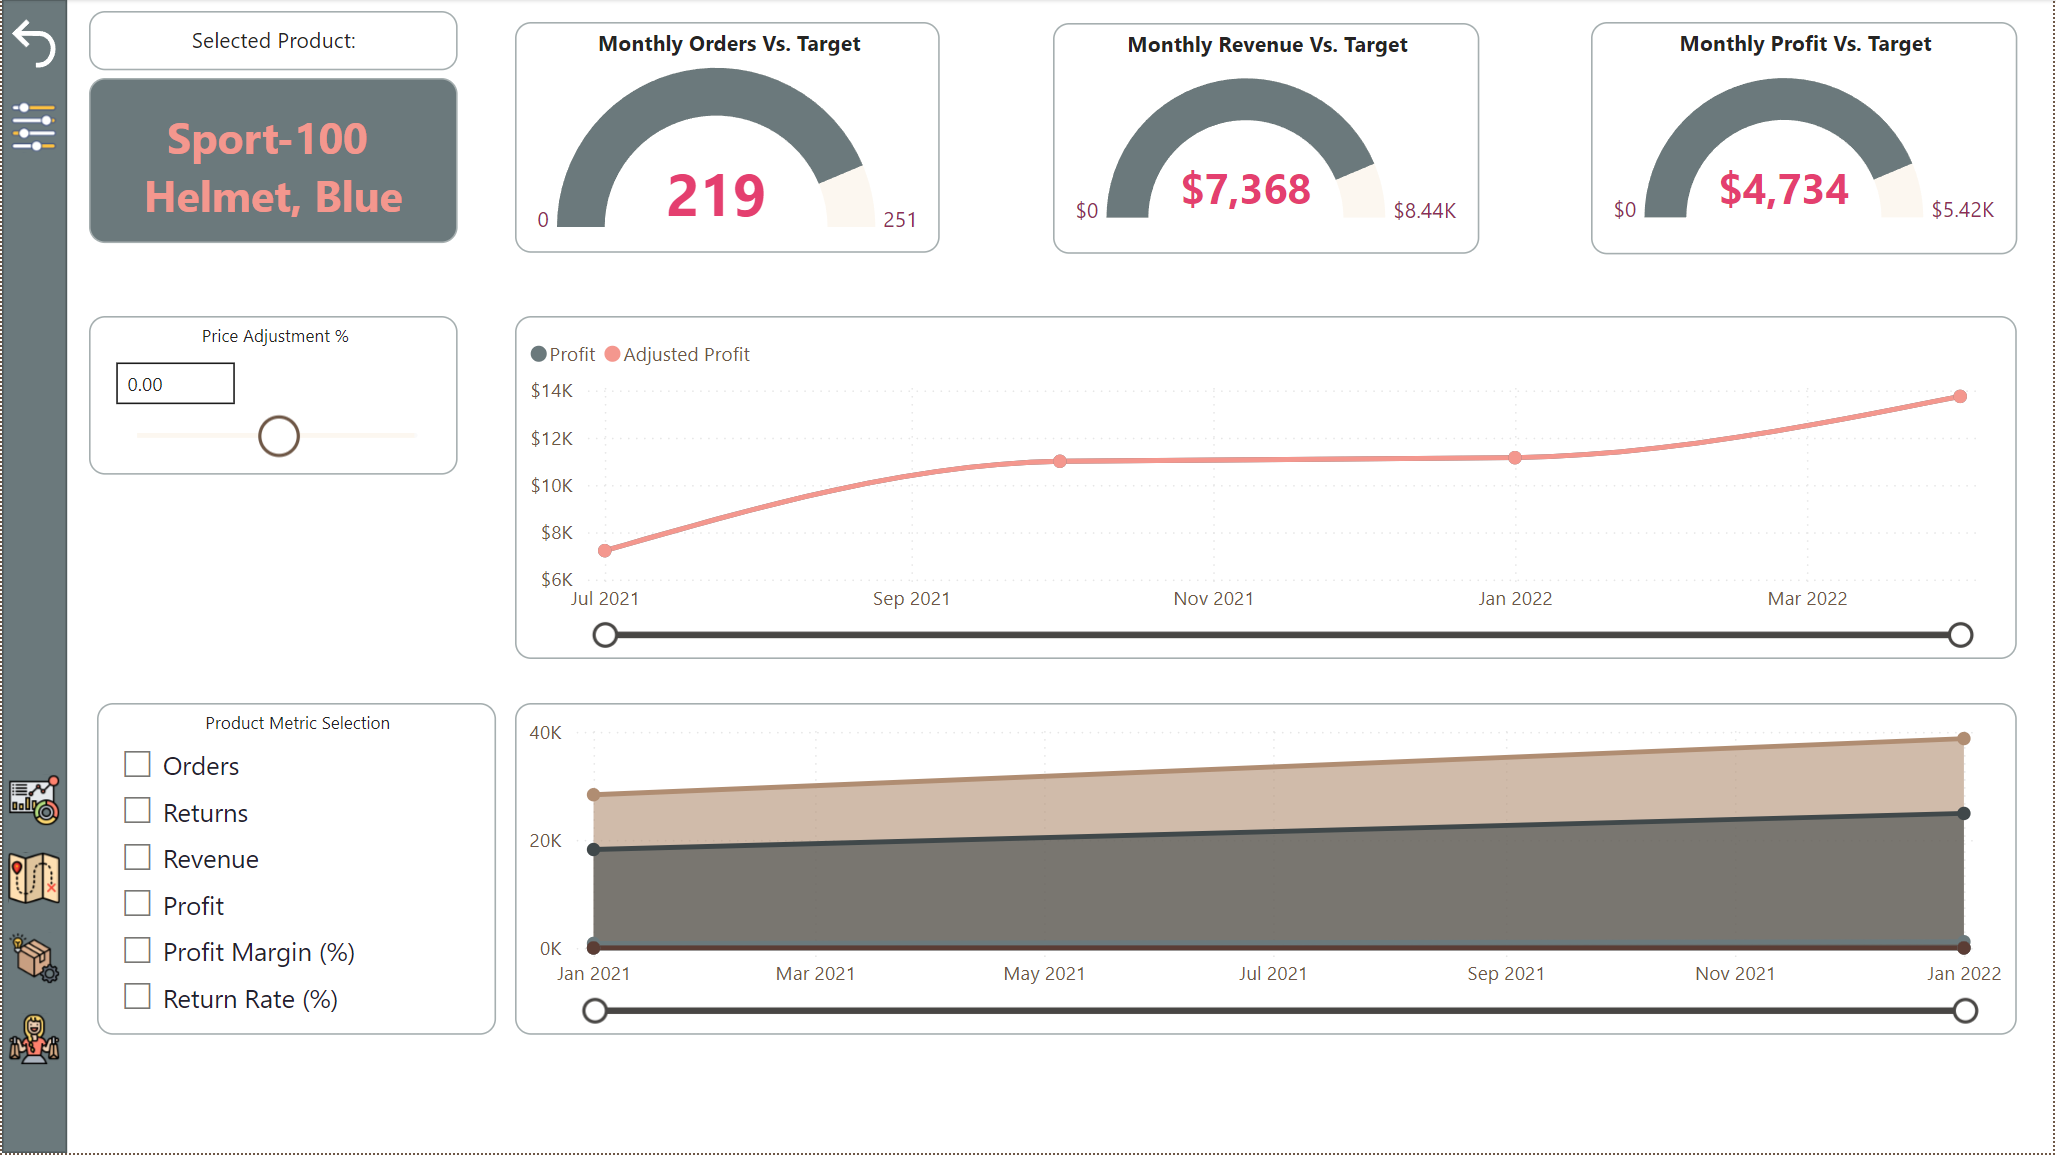 Selected Product:
Sport-100
Helmet, Blue
Monthly Orders Vs. Target
219
0
251
Monthly Revenue Vs. Target
$7,368
$0
$8.44K
Monthly Profit Vs. Target
$4,734
$0
$5.42K
Price Adjustment %
0.00
Profit Adjusted Profit
$14K
$12K
$10K
$8K
$6K
Jul 2021 Sep 2021 Nov 2021 Jan 2022 Mar 2022
Product Metric Selection
Orders
Returns
Revenue
Profit
Profit Margin (%)
Return Rate (%)
40K
20K
0K
Jan 2021 Mar 2021 May 2021 Jul 2021 Sep 2021 Nov 2021 Jan 2022